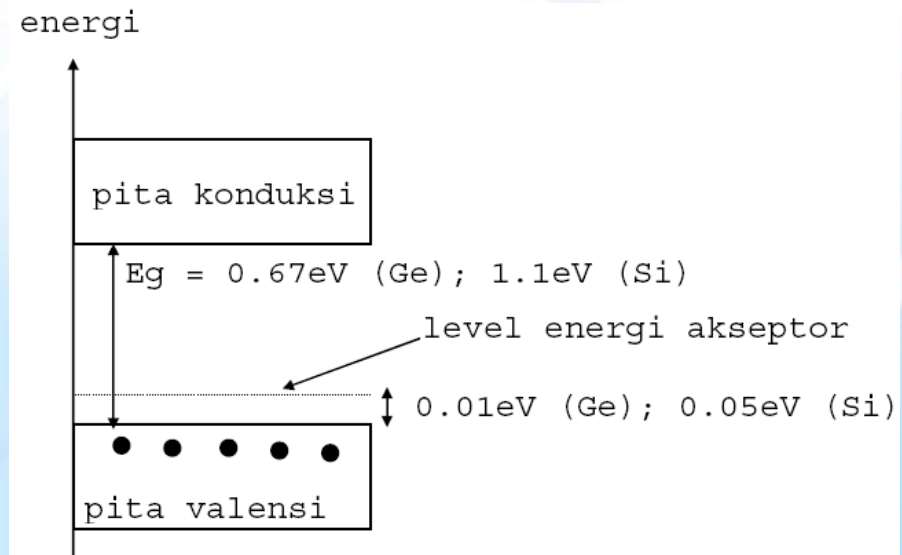 energi
pita konduksi
Eg = 0.67eV (Ge); 1.1eV (Si)
level energi akseptor
0.01eV (Ge); 0.05eV (Si)
pita valensi